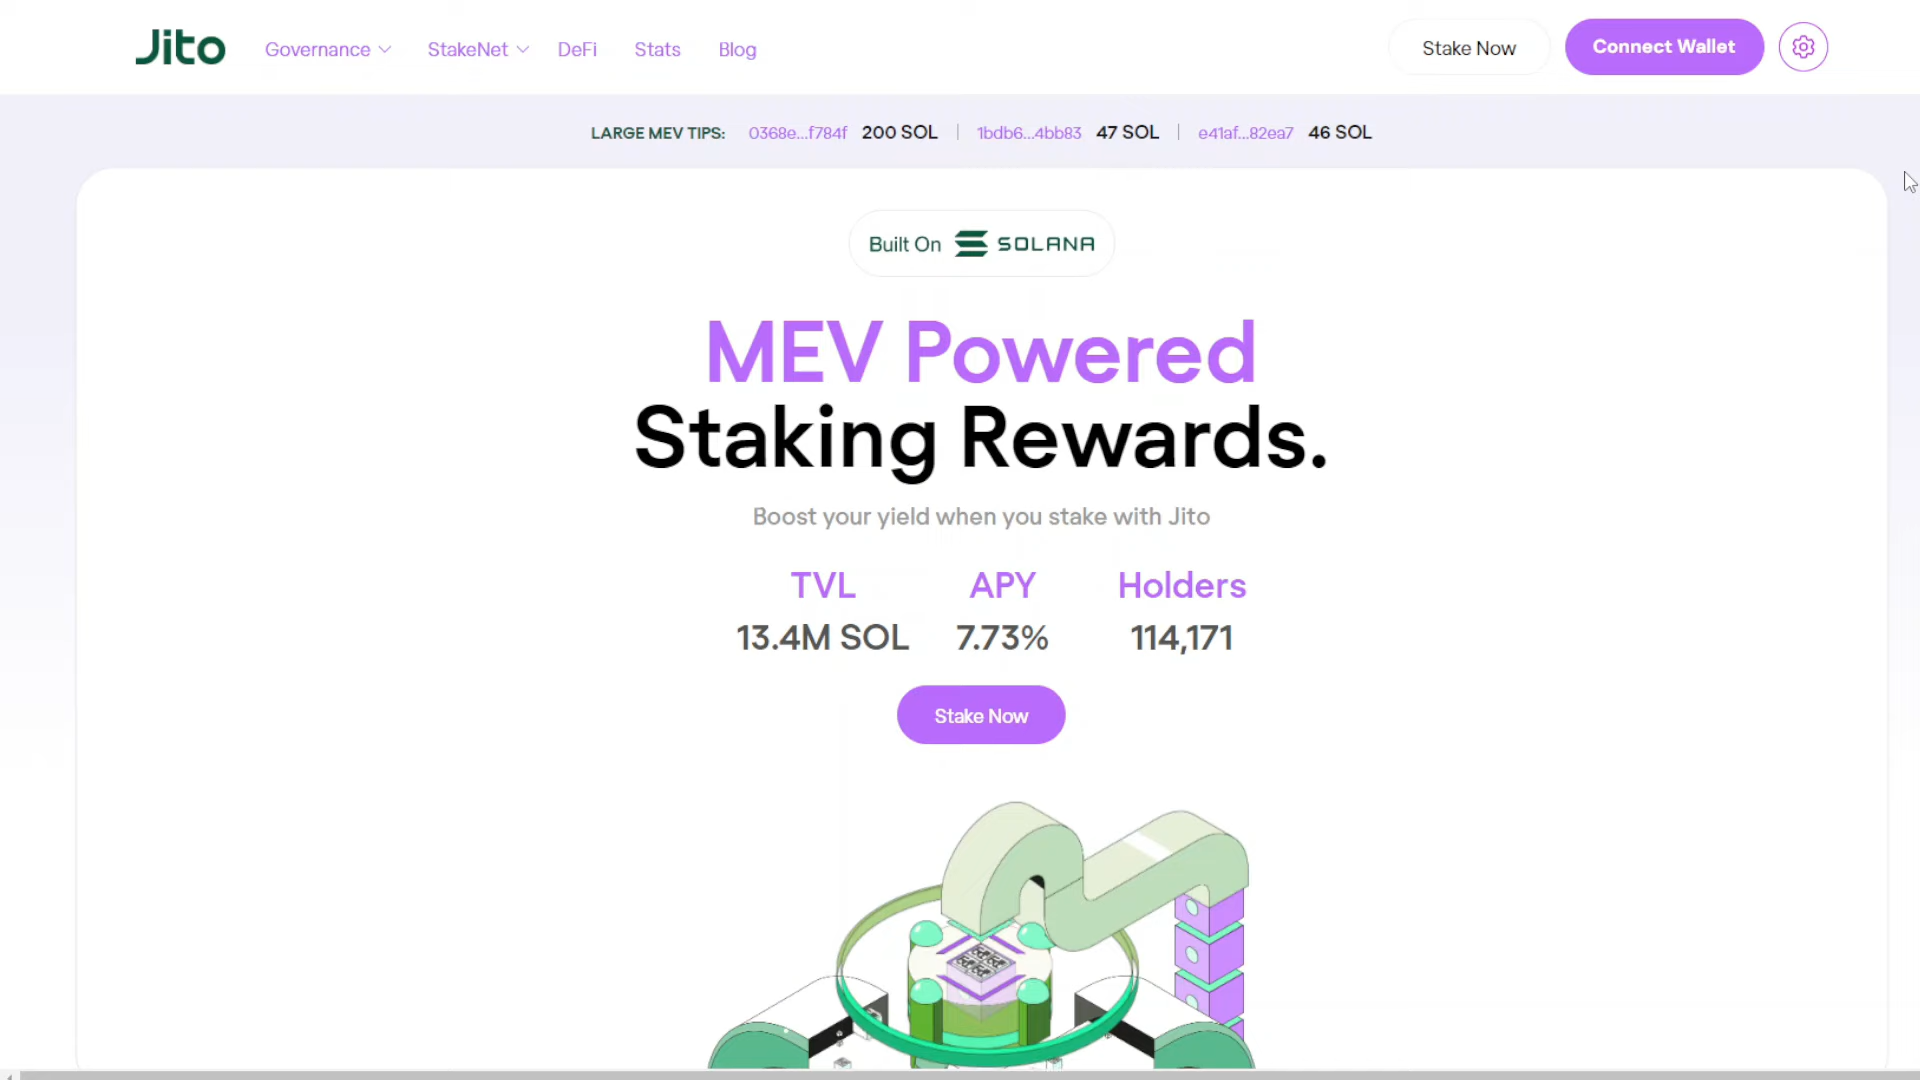 Jito
Governance StakeNet DeFi Stats Blog
Stake Now
Connect Wallet
LARGE MEV TIPS: 0368e...f784f 200 SOL | 1bdb6...4bb83 47 SOL | e41af...82ea7 46 SOL
Built On SOLANA
MEV Powered
Staking Rewards.
Boost your yield when you stake with Jito
TVL APY Holders
13.4M SOL 7.73% 114,171
Stake Now